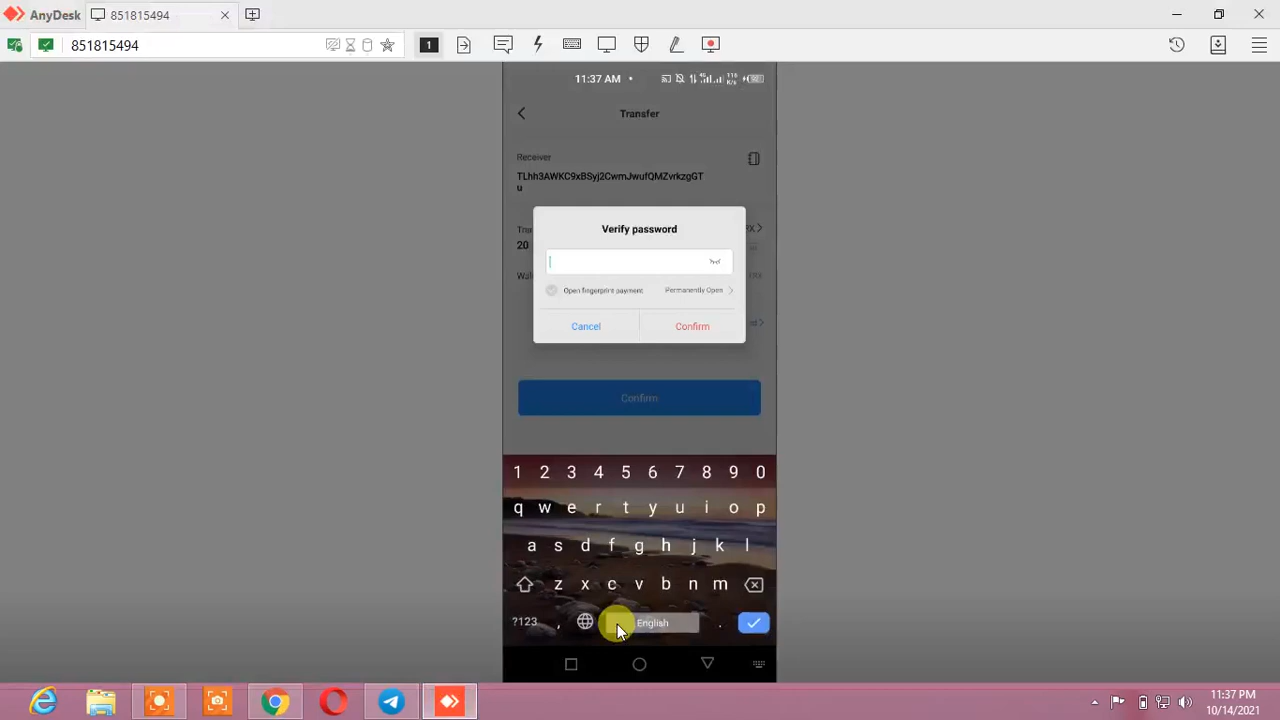 AnyDesk 851815494
851815494 1
11:37 AM
Transfer
Receiver
TLhh3AWKC9xBSyj2CwmJwufQMZvrkzgGT
u
Verify password
20
Open fingerprint payment Permanently Open
Cancel Confirm
Confirm
1 2 3 4 5 6 7 8 9 0
q w e r t y u i o p
a s d f g h j k l
z x c v b n m
?123 , English .
11:37 PM
10/14/2021